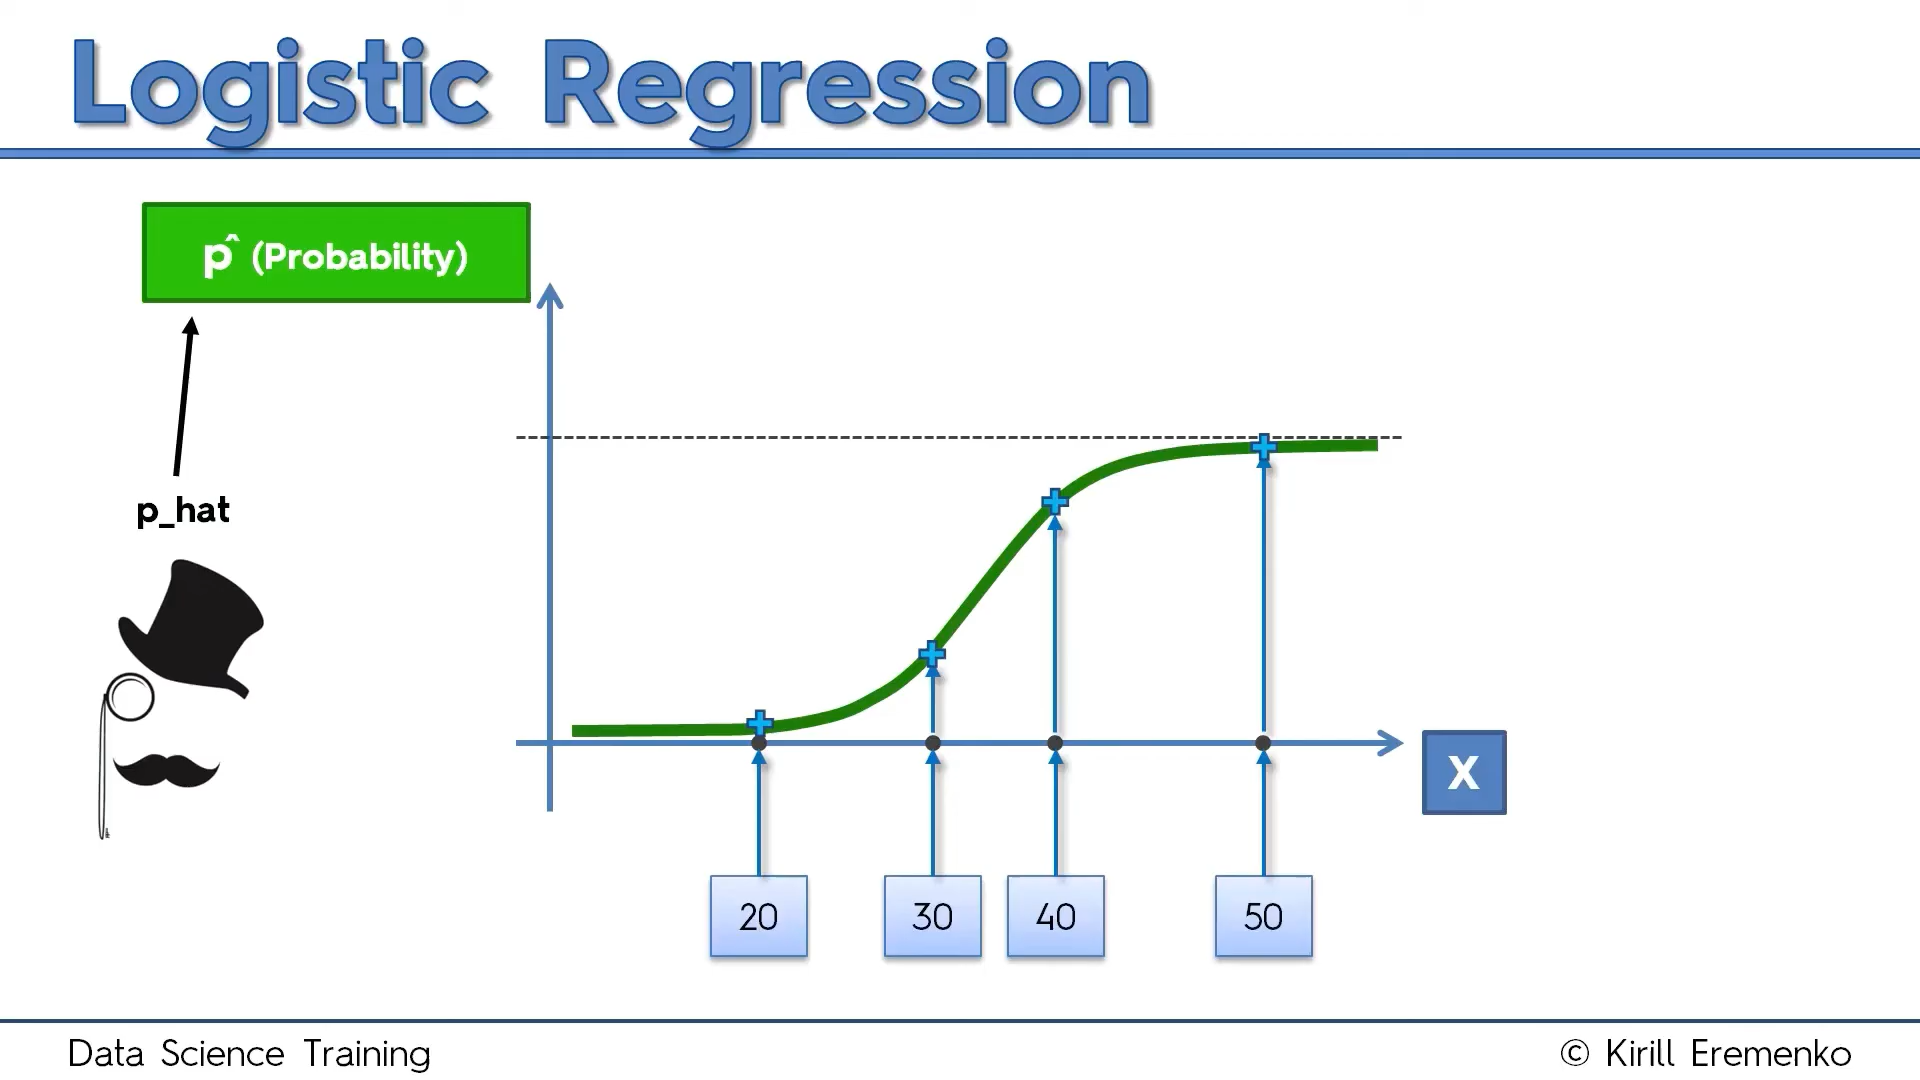 Logistic Regression
p̂ (Probability)
p_hat
X
20 30 40 50
Data Science Training
© Kirill Eremenko